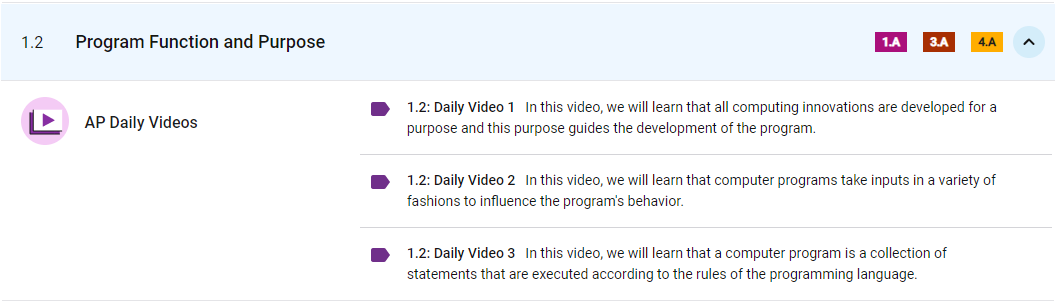 1.2 Program Function and Purpose 1.A 3.A 4.A
AP Daily Videos
1.2: Daily Video 1 In this video, we will learn that all computing innovations are developed for a
purpose and this purpose guides the development of the program.
1.2: Daily Video 2 In this video, we will learn that computer programs take inputs in a variety of
fashions to influence the program's behavior.
1.2: Daily Video 3 In this video, we will learn that a computer program is a collection of
statements that are executed according to the rules of the programming language.